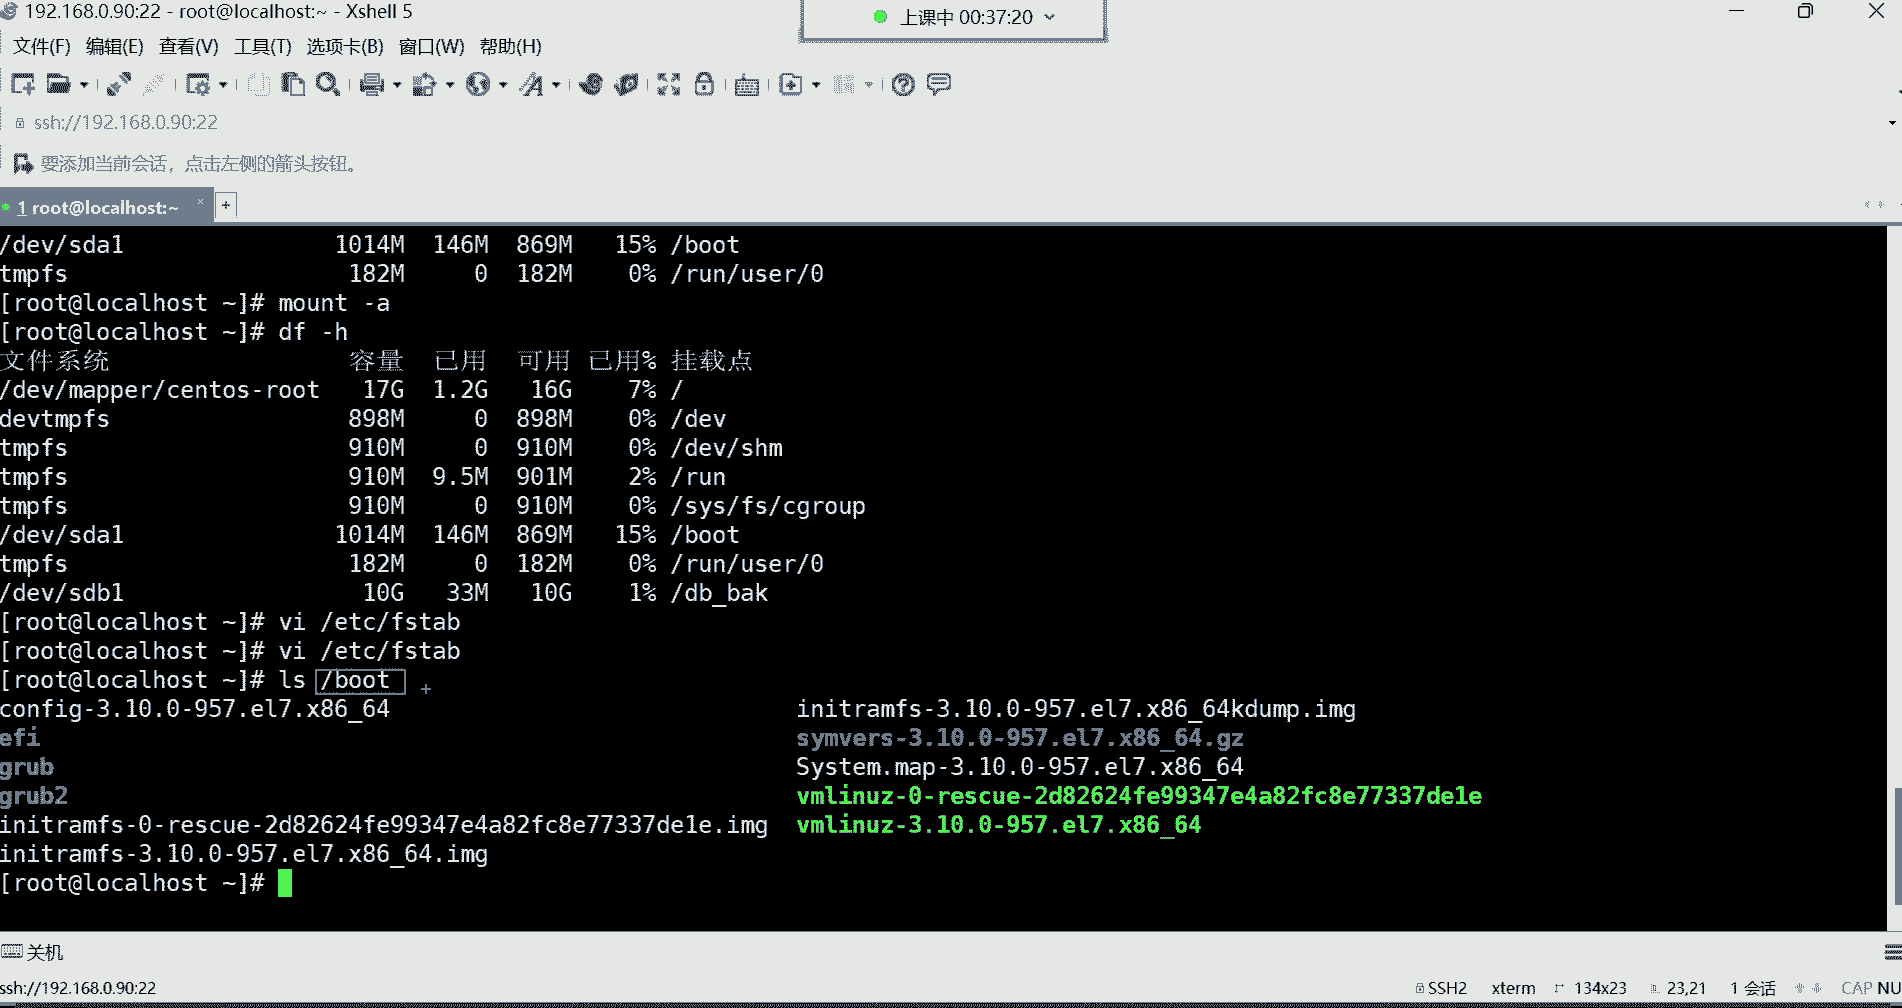 192.168.0.90:22 - root@localhost:~ - Xshell 5
上课中 00:37:20
文件(F) 编辑(E) 查看(V) 工具(T) 选项卡(B) 窗口(W) 帮助(H)
ssh://192.168.0.90:22
要添加当前会话，点击左侧的箭头按钮。
1 root@localhost:~ × +
/dev/sda1 1014M 146M 869M 15% /boot
tmpfs 182M 0 182M 0% /run/user/0
[root@localhost ~]# mount -a
[root@localhost ~]# df -h
文件系统 容量 已用 可用 已用% 挂载点
/dev/mapper/centos-root 17G 1.2G 16G 7% /
devtmpfs 898M 0 898M 0% /dev
tmpfs 910M 0 910M 0% /dev/shm
tmpfs 910M 9.5M 901M 2% /run
tmpfs 910M 0 910M 0% /sys/fs/cgroup
/dev/sda1 1014M 146M 869M 15% /boot
tmpfs 182M 0 182M 0% /run/user/0
/dev/sdb1 10G 33M 10G 1% /db_bak
[root@localhost ~]# vi /etc/fstab
[root@localhost ~]# vi /etc/fstab
[root@localhost ~]# ls /boot
config-3.10.0-957.el7.x86_64 initramfs-3.10.0-957.el7.x86_64kdump.img
efi symvers-3.10.0-957.el7.x86_64.gz
grub System.map-3.10.0-957.el7.x86_64
grub2 vmlinuz-0-rescue-2d82624fe99347e4a82fc8e77337de1e
initramfs-0-rescue-2d82624fe99347e4a82fc8e77337de1e.img vmlinuz-3.10.0-957.el7.x86_64
initramfs-3.10.0-957.el7.x86_64.img
[root@localhost ~]#
关机
ssh://192.168.0.90:22 SSH2 xterm 134x23 23,21 1 会话 CAP NU